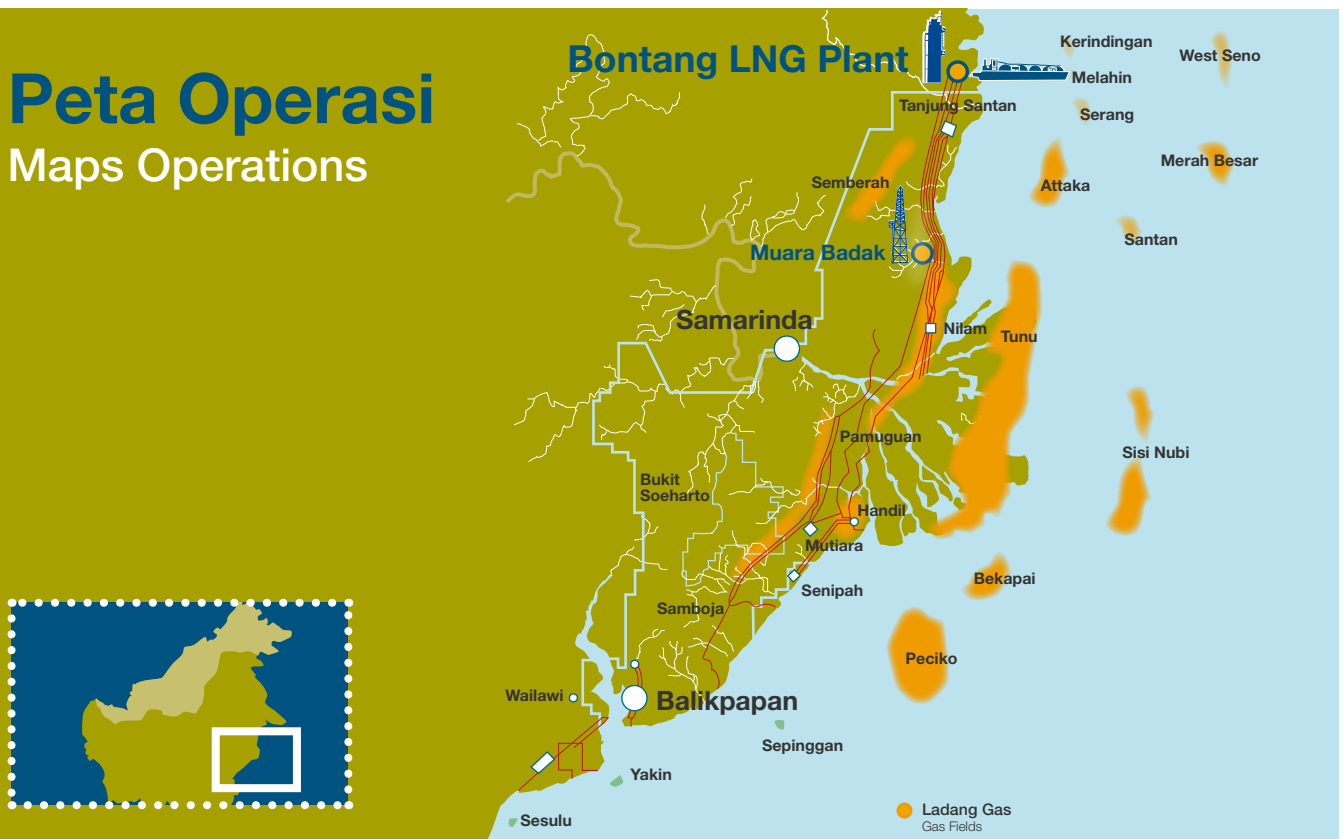 Peta Operasi
Maps Operations
Bontang LNG Plant
Kerindingan
West Seno
Melahin
Tanjung Santan
Serang
Semberah
Attaka
Merah Besar
Muara Badak
Santan
Samarinda
Nilam
Tunu
Pamuguan
Sisi Nubi
Bukit
Soeharto
Handil
Mutiara
Bekapai
Senipah
Samboja
Peciko
Wailawi
Balikpapan
Sepinggan
Yakin
Sesulu
Ladang Gas
Gas Fields